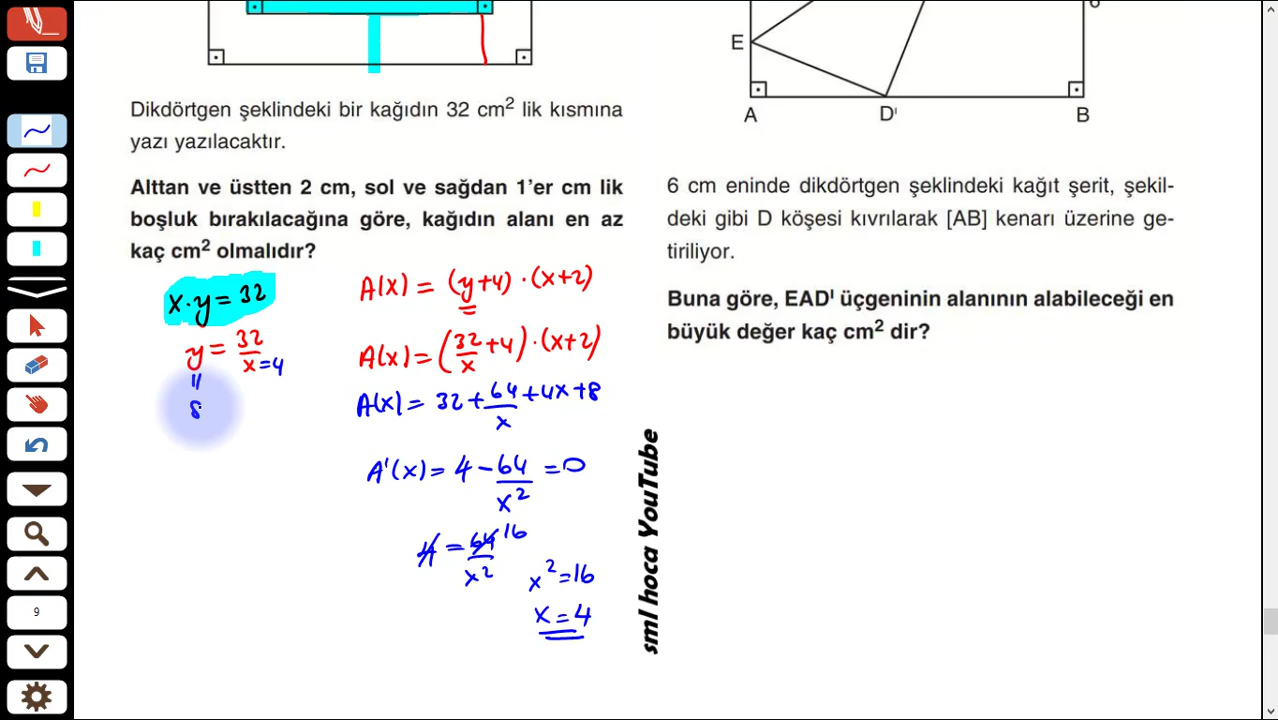 Dikdörtgen şeklindeki bir kağıdın 32 cm² lik kısmına
yazı yazılacaktır.
Alttan ve üstten 2 cm, sol ve sağdan 1'er cm lik
boşluk bırakılacağına göre, kağıdın alanı en az
kaç cm² olmalıdır?
x·y = 32
y = 32/x = 4
"
8
A(x) = (y+4)·(x+2)
A(x) = (32/x + 4)·(x+2)
A(x) = 32 + 64/x + 4x + 8
A'(x) = 4 - 64/x² = 0
4 = 64/x² 16
x² = 16
x = 4
sml hoca YouTube
E
A
D'
B
6 cm eninde dikdörtgen şeklindeki kağıt şerit, şekil-
deki gibi D köşesi kıvrılarak [AB] kenarı üzerine ge-
tiriliyor.
Buna göre, EAD' üçgeninin alanının alabileceği en
büyük değer kaç cm² dir?
9